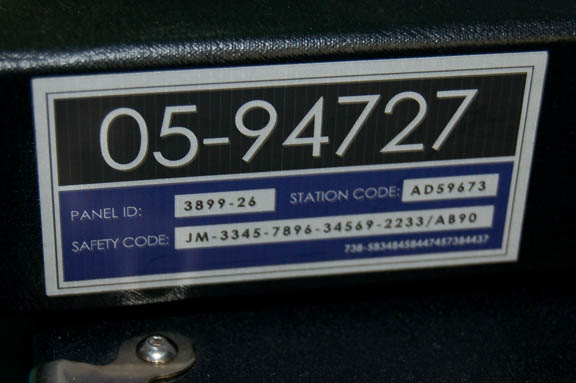 05-94727
PANEL ID: 3899-26 STATION CODE: AD59673
SAFETY CODE: JM-3345-7896-34569-2233/AB90
738-58348458447457384437